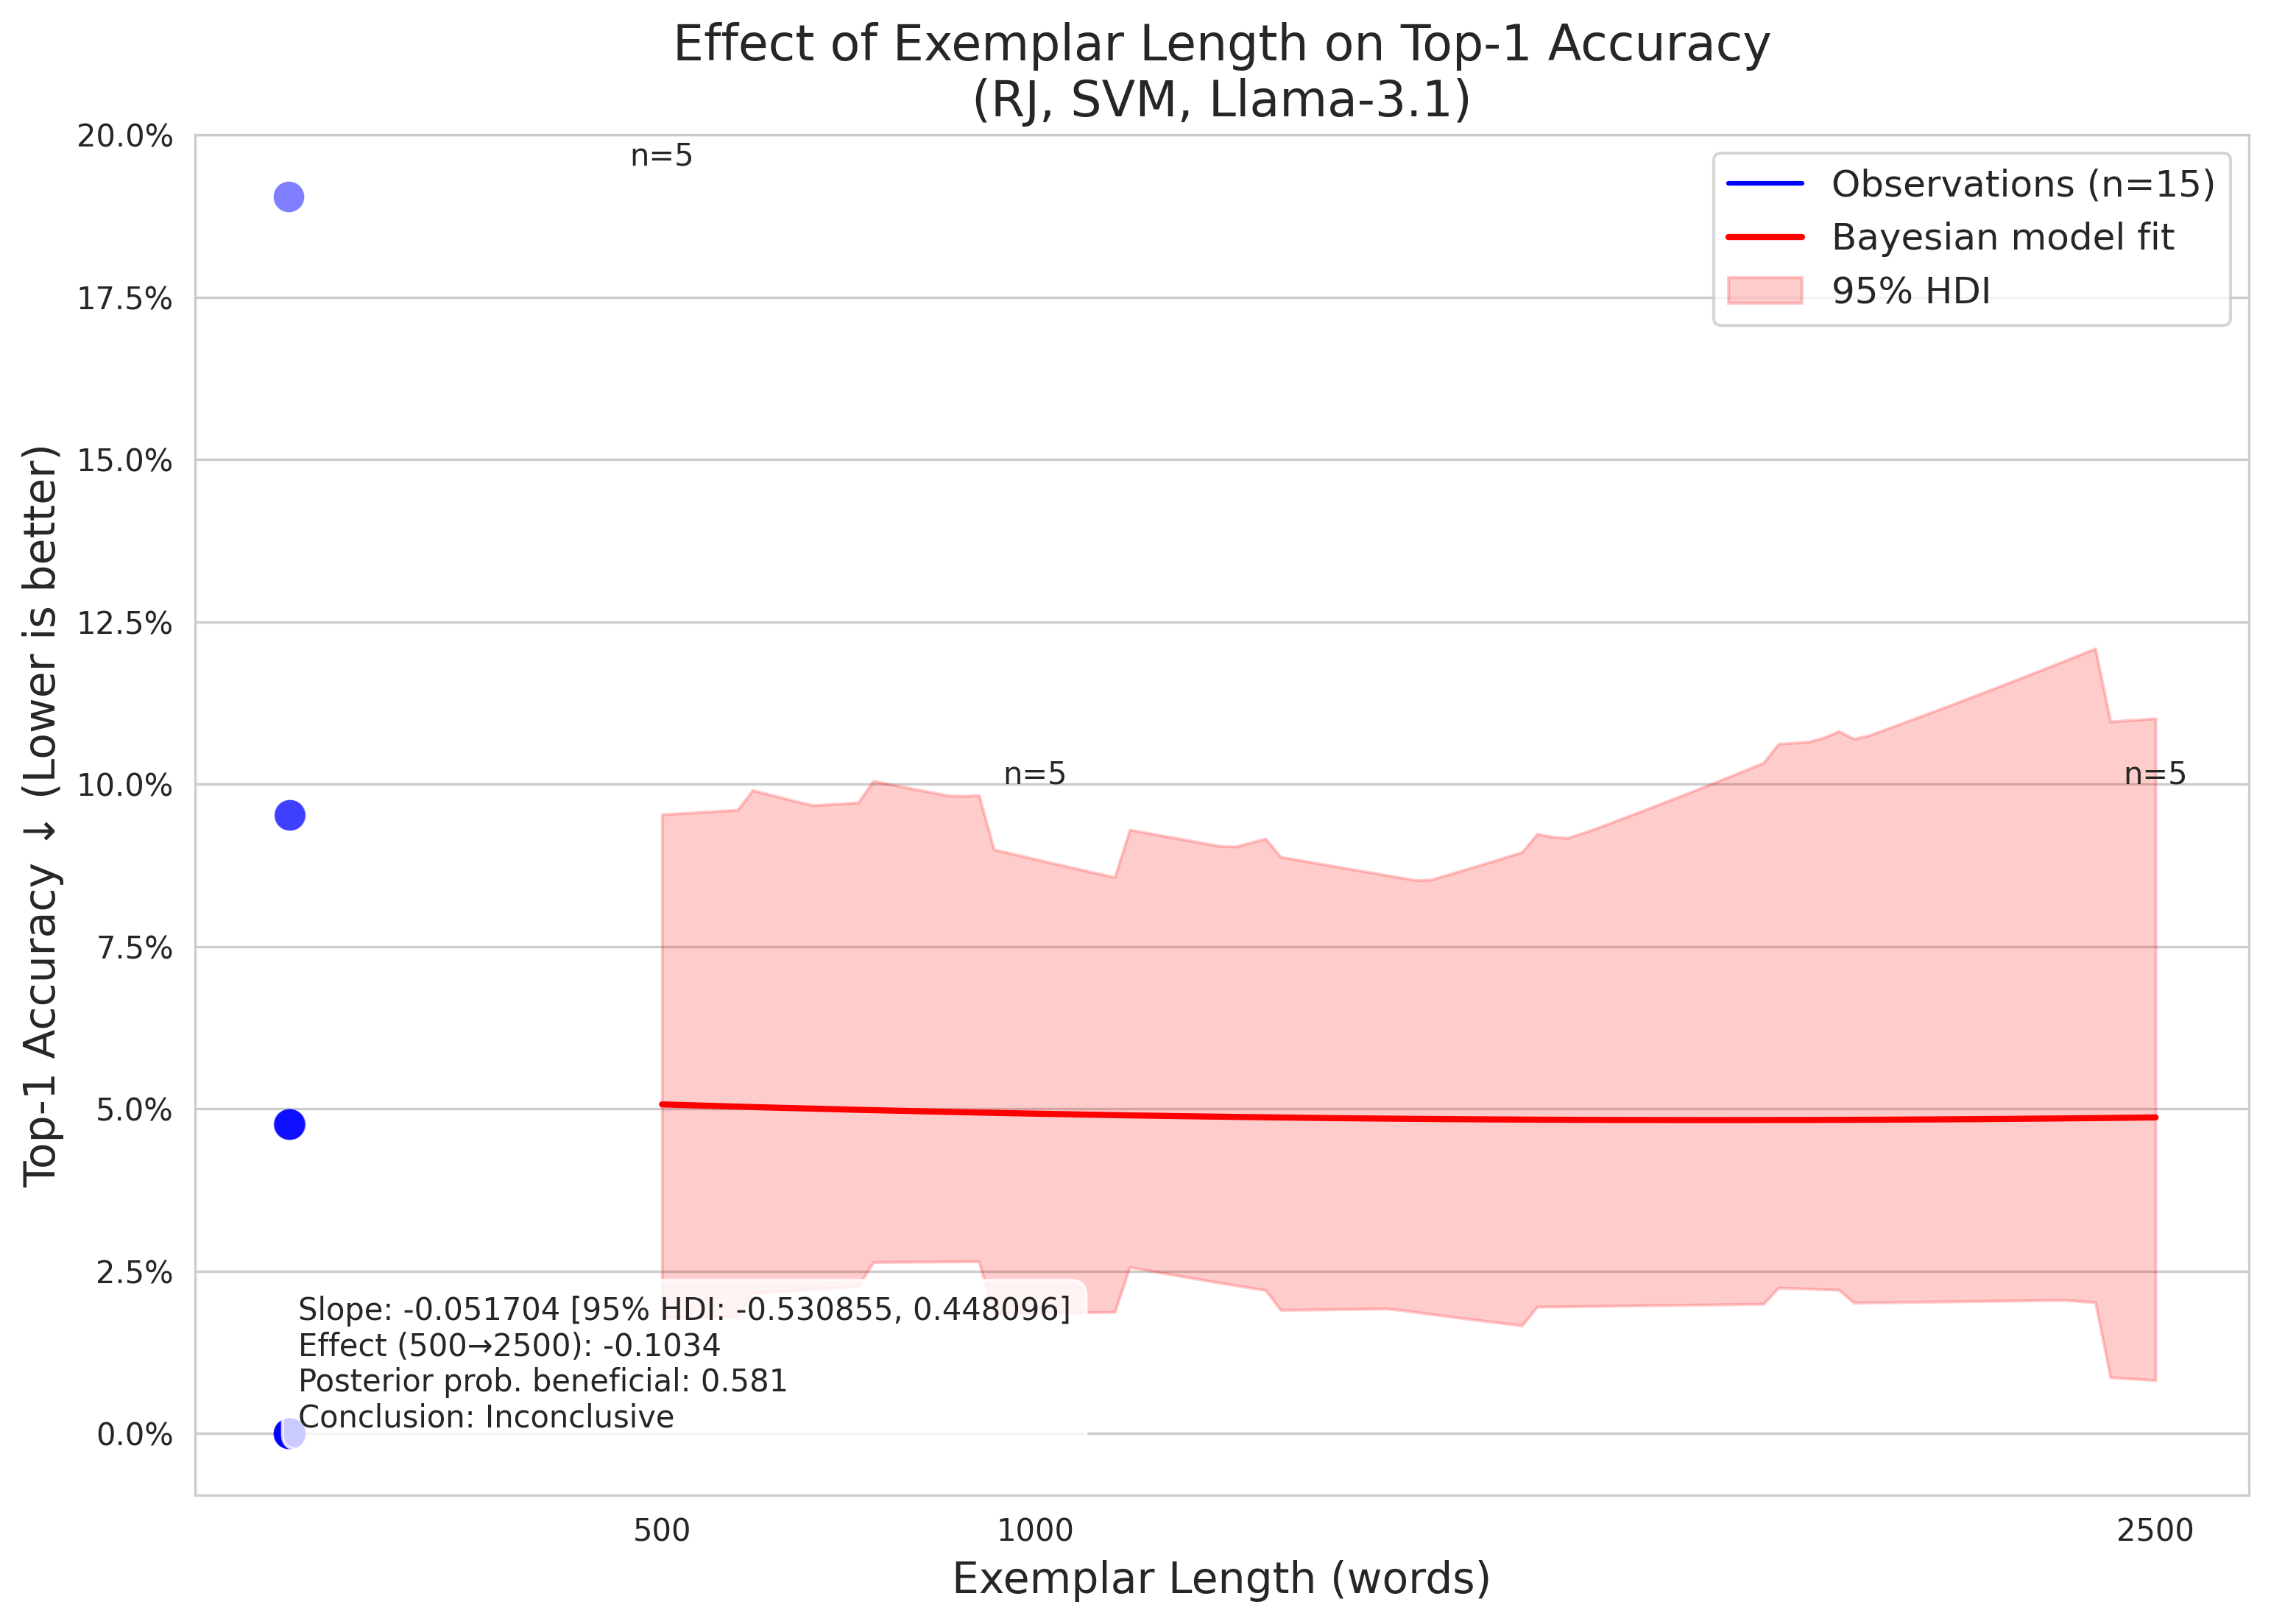 Effect of Exemplar Length on Top-1 Accuracy
(RJ, SVM, Llama-3.1)
Top-1 Accuracy ↓ (Lower is better)
20.0%
17.5%
15.0%
12.5%
10.0%
7.5%
5.0%
2.5%
0.0%
n=5
n=5
n=5
Observations (n=15)
Bayesian model fit
95% HDI
Slope: -0.051704 [95% HDI: -0.530855, 0.448096]
Effect (500→2500): -0.1034
Posterior prob. beneficial: 0.581
Conclusion: Inconclusive
500
1000
2500
Exemplar Length (words)